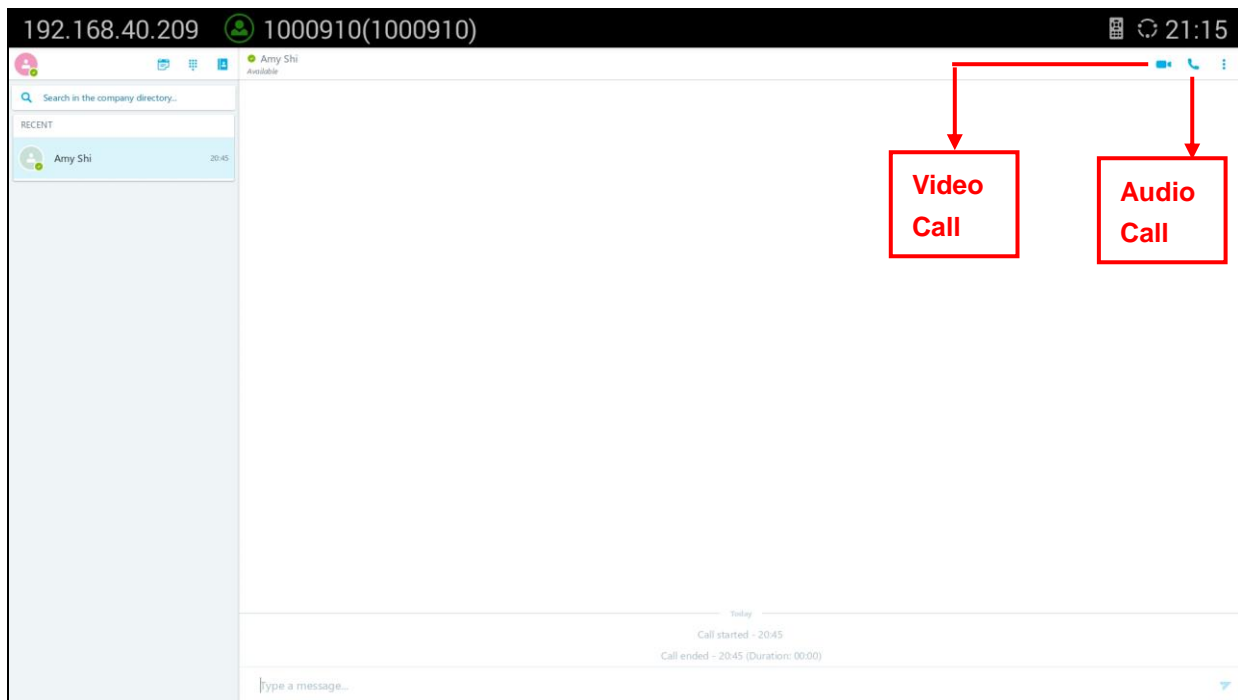 192.168.40.209 1000910(1000910) 21:15
Amy Shi
Available
Search in the company directory...
RECENT
Amy Shi 20:45
Video
Call
Audio
Call
Today
Call started - 20:45
Call ended - 20:45 (Duration: 00:00)
Type a message...